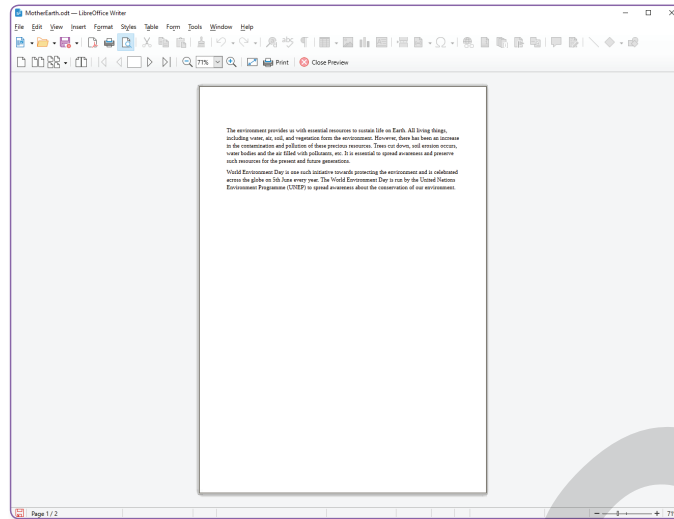 MotherEarth.odt — LibreOffice Writer
File Edit View Insert Format Styles Table Form Tools Window Help
71% Print Close Preview
The environment provides us with essential resources to sustain life on Earth. All living things,
including water, air, soil, and vegetation form the environment. However, there has been an increase
in the contamination and pollution of these precious resources. Trees cut down, soil erosion occurs,
water bodies and the air filled with pollutants, etc. It is essential to spread awareness and preserve
such resources for the present and future generations.
World Environment Day is one such initiative towards protecting the environment and is celebrated
across the globe on 5th June every year. The World Environment Day is run by the United Nations
Environment Programme (UNEP) to spread awareness about the conservation of our environment.
Page 1 / 2